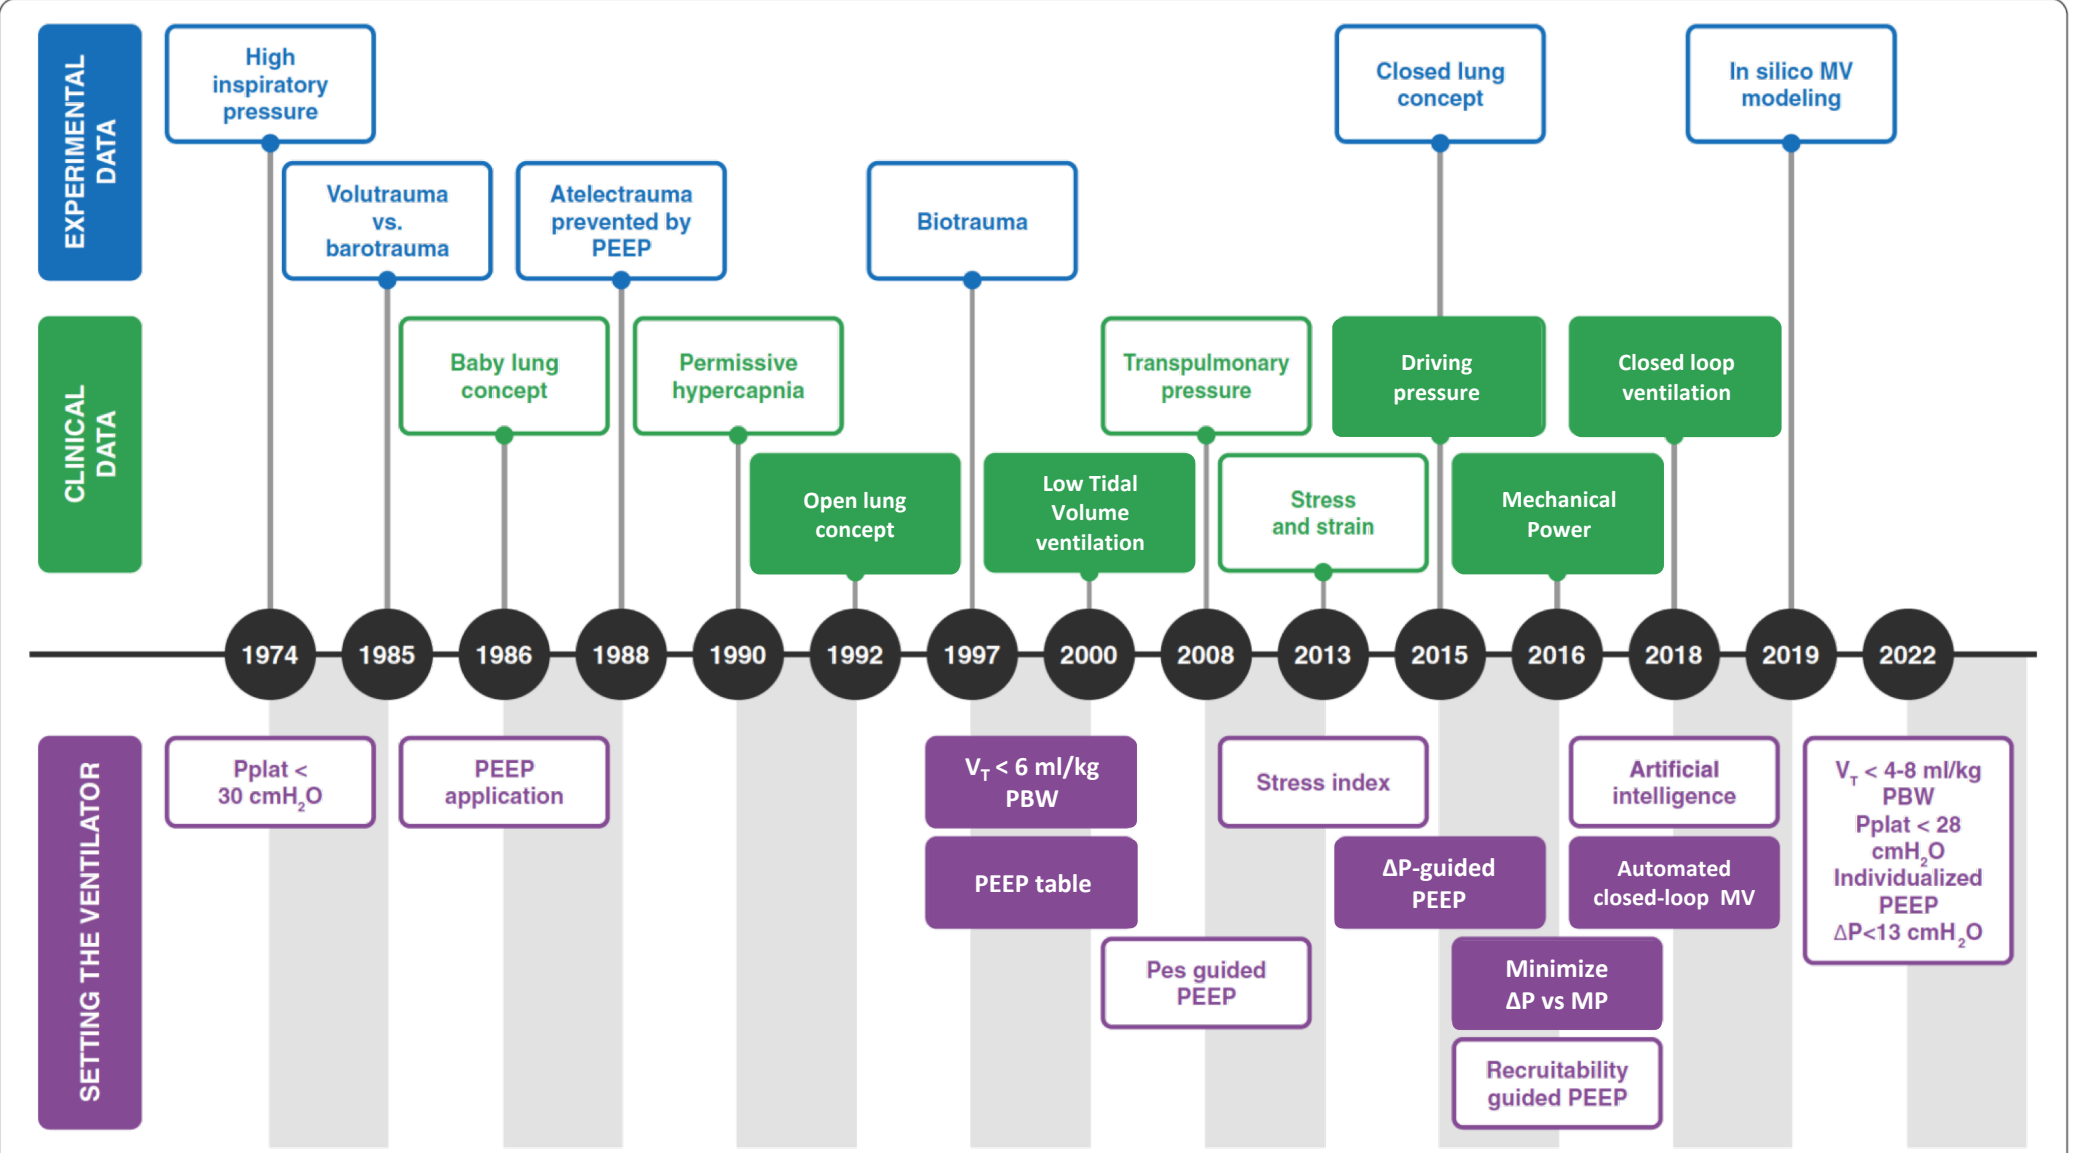 EXPERIMENTAL
DATA
High
inspiratory
pressure
Closed lung
concept
In silico MV
modeling
Volutrauma
vs.
barotrauma
Atelectrauma
prevented by
PEEP
Biotrauma
CLINICAL
DATA
Baby lung
concept
Permissive
hypercapnia
Transpulmonary
pressure
Driving
pressure
Closed loop
ventilation
Open lung
concept
Low Tidal
Volume
ventilation
Stress
and strain
Mechanical
Power
1974 1985 1986 1988 1990 1992 1997 2000 2008 2013 2015 2016 2018 2019 2022
SETTING THE VENTILATOR
Pplat <
30 cmH2O
PEEP
application
VT < 6 ml/kg
PBW
Stress index
Artificial
intelligence
VT < 4-8 ml/kg
PBW
Pplat < 28
cmH2O
Individualized
PEEP
ΔP<13 cmH2O
PEEP table
ΔP-guided
PEEP
Automated
closed-loop MV
Pes guided
PEEP
Minimize
ΔP vs MP
Recruitability
guided PEEP